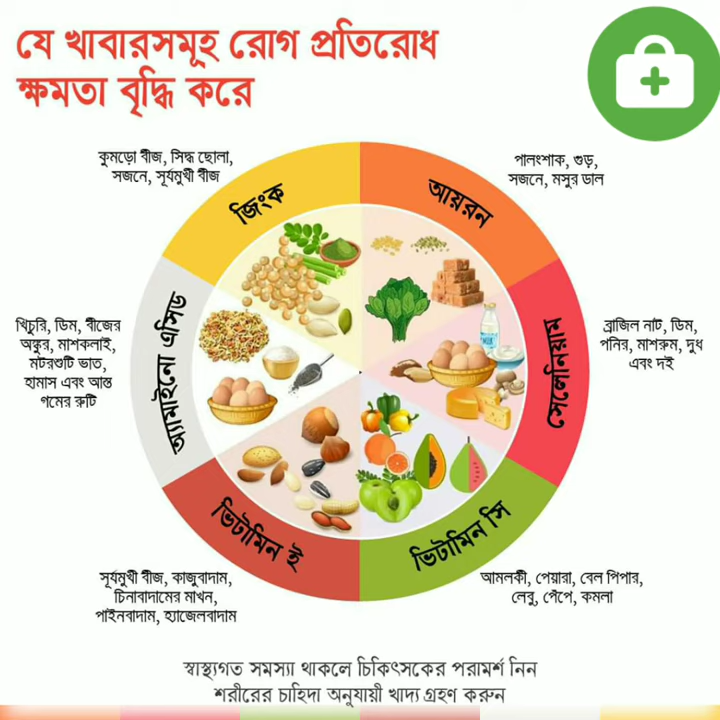 যে খাবারসমূহ রোগ প্রতিরোধ
ক্ষমতা বৃদ্ধি করে
কুমড়ো বীজ, সিদ্ধ ছোলা,
সজনে, সূর্যমুখী বীজ
পালংশাক, গুড়,
সজনে, মসুর ডাল
জিংক
আয়রন
খিচুরি, ডিম, বীজের
অঙ্কুর, মাশকলাই,
মটরশুটি ভাত,
হামাস এবং আস্ত
গমের রুটি
অ্যামাইনো এসিড
সেলেনিয়াম
ব্রাজিল নাট, ডিম,
পনির, মাশরুম, দুধ
এবং দই
MILK
ভিটামিন ই
ভিটামিন সি
সূর্যমুখী বীজ, কাজুবাদাম,
চিনাবাদামের মাখন,
পাইনবাদাম, হ্যাজেলবাদাম
আমলকী, পেয়ারা, বেল পিপার,
লেবু, পেঁপে, কমলা
স্বাস্থ্যগত সমস্যা থাকলে চিকিৎসকের পরামর্শ নিন
শরীরের চাহিদা অনুযায়ী খাদ্য গ্রহণ করুন